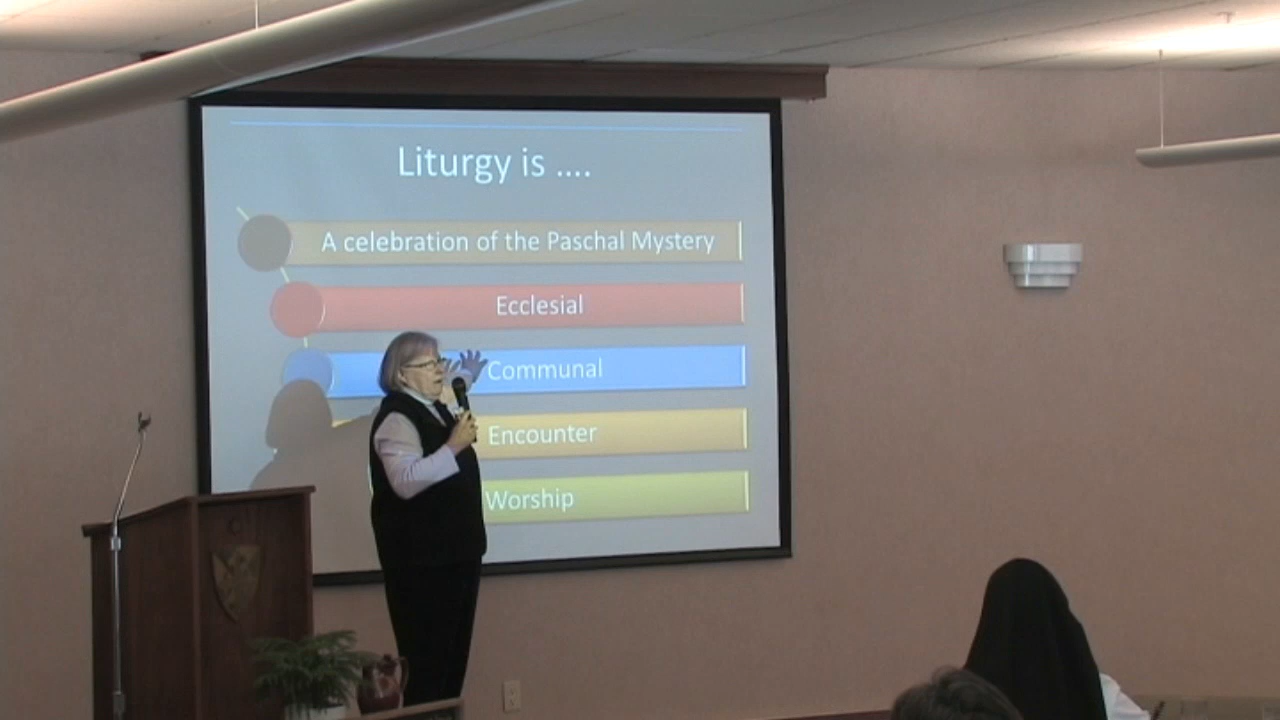 Liturgy is ....
A celebration of the Paschal Mystery
Ecclesial
Communal
Encounter
Worship